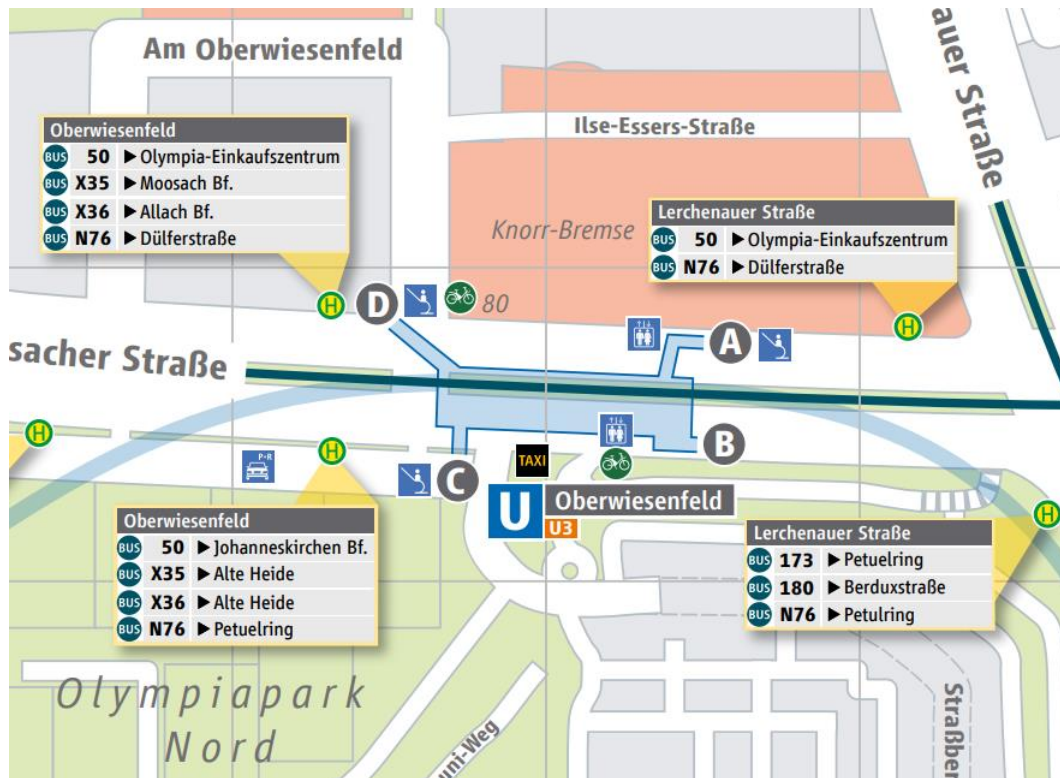 Am Oberwiesenfeld
auer Straße
Ilse-Essers-Straße
Oberwiesenfeld
BUS 50 ▶ Olympia-Einkaufszentrum
BUS X35 ▶ Moosach Bf.
BUS X36 ▶ Allach Bf.
BUS N76 ▶ Dülferstraße
Lerchenauer Straße
BUS 50 ▶ Olympia-Einkaufszentrum
BUS N76 ▶ Dülferstraße
Knorr-Bremse
80
H
D
H
A
sacher Straße
H
H
B
P+R
TAXI
C
U
Oberwiesenfeld
U3
H
Oberwiesenfeld
BUS 50 ▶ Johanneskirchen Bf.
BUS X35 ▶ Alte Heide
BUS X36 ▶ Alte Heide
BUS N76 ▶ Petuelring
Lerchenauer Straße
BUS 173 ▶ Petuelring
BUS 180 ▶ Berduxstraße
BUS N76 ▶ Petulring
Olympiapark
Nord
uni-Weg
Straßber